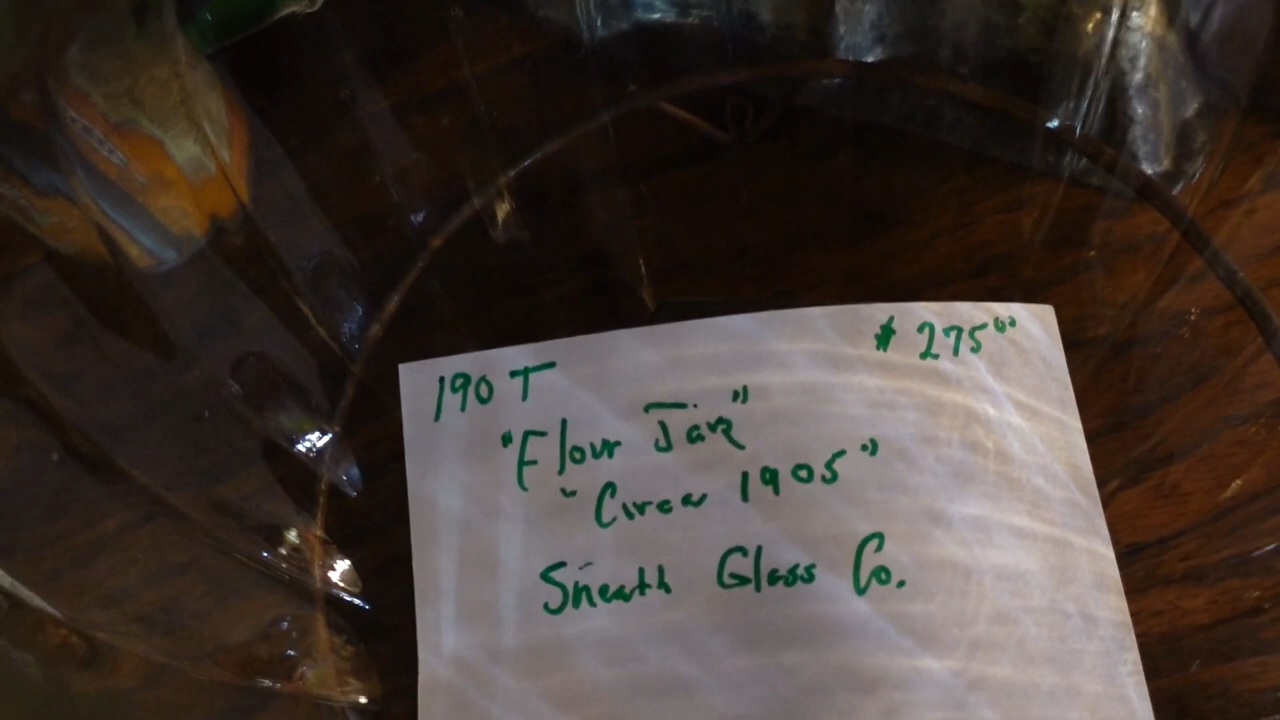 190 T $ 275⁰⁰
"Flour Jar"
"Circa 1905"
Sneath Glass Co.